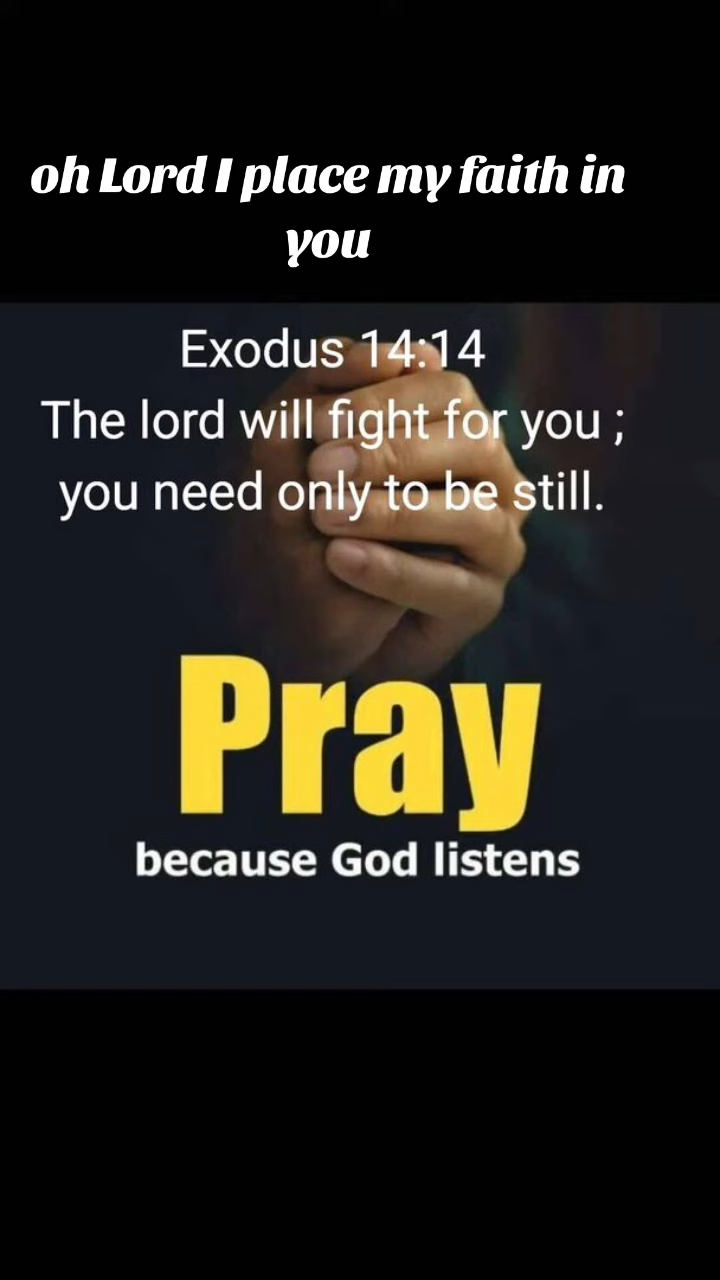 oh Lord I place my faith in
you
Exodus 14:14
The lord will fight for you ;
you need only to be still.
Pray
because God listens